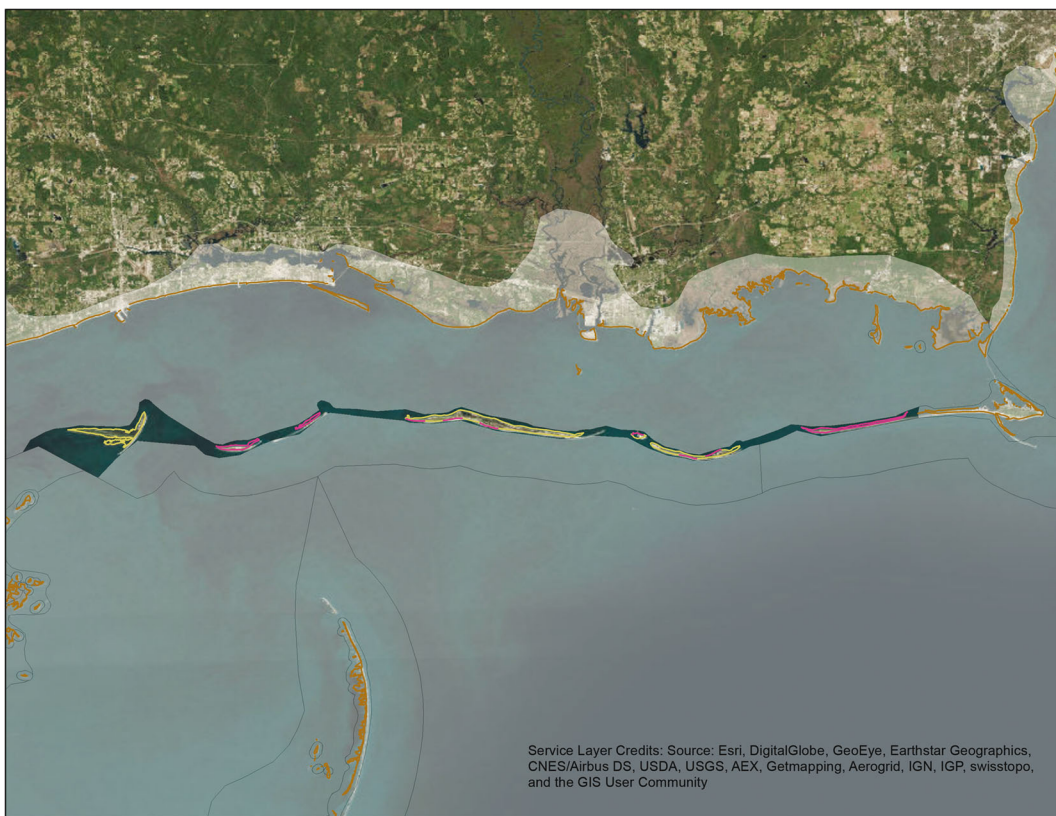 Service Layer Credits: Source: Esri, DigitalGlobe, GeoEye, Earthstar Geographics,
CNES/Airbus DS, USDA, USGS, AEX, Getmapping, Aerogrid, IGN, IGP, swisstopo,
and the GIS User Community